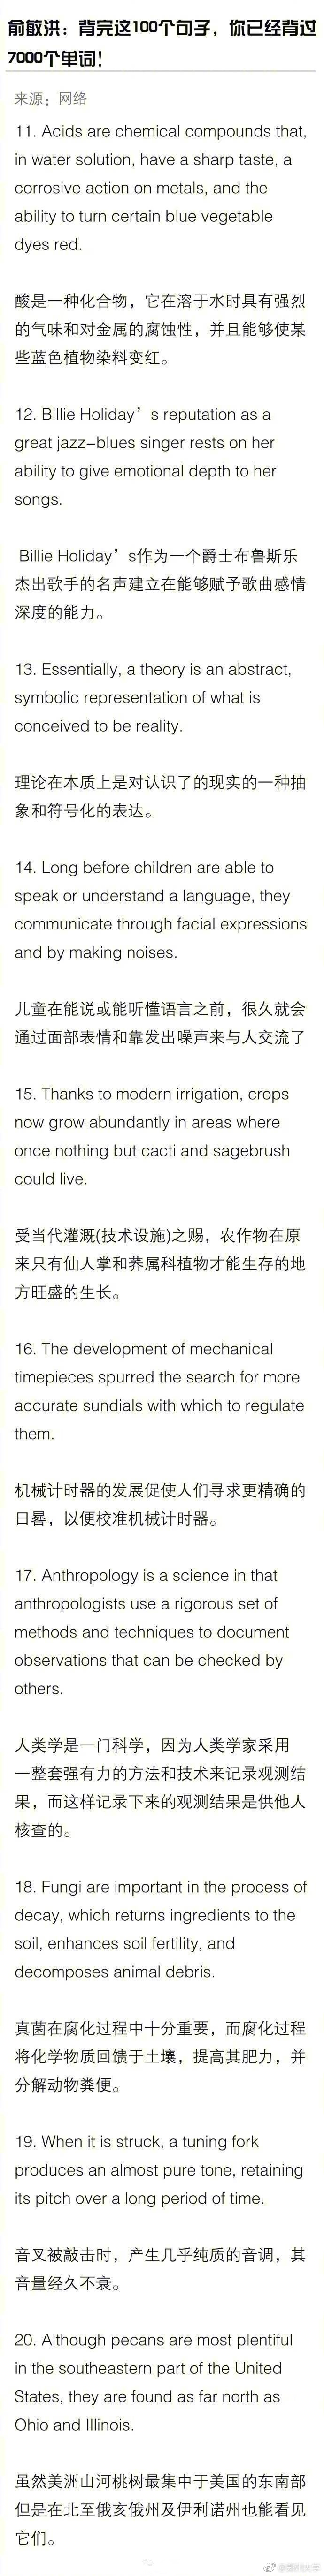 俞敏洪：背完这100个句子，你已经背过
7000个单词！
来源：网络
11. Acids are chemical compounds that,
in water solution, have a sharp taste, a
corrosive action on metals, and the
ability to turn certain blue vegetable
dyes red.
酸是一种化合物，它在溶于水时具有强烈
的气味和对金属的腐蚀性，并且能够使某
些蓝色植物染料变红。
12. Billie Holiday’s reputation as a
great jazz-blues singer rests on her
ability to give emotional depth to her
songs.
Billie Holiday’s作为一个爵士布鲁斯乐
杰出歌手的名声建立在能够赋予歌曲感情
深度的能力。
13. Essentially, a theory is an abstract,
symbolic representation of what is
conceived to be reality.
理论在本质上是对认识了的现实的一种抽
象和符号化的表达。
14. Long before children are able to
speak or understand a language, they
communicate through facial expressions
and by making noises.
儿童在能说或能听懂语言之前，很久就会
通过面部表情和靠发出噪声来与人交流了
15. Thanks to modern irrigation, crops
now grow abundantly in areas where
once nothing but cacti and sagebrush
could live.
受当代灌溉(技术设施)之赐，农作物在原
来只有仙人掌和荞属科植物才能生存的地
方旺盛的生长。
16. The development of mechanical
timepieces spurred the search for more
accurate sundials with which to regulate
them.
机械计时器的发展促使人们寻求更精确的
日晷，以便校准机械计时器。
17. Anthropology is a science in that
anthropologists use a rigorous set of
methods and techniques to document
observations that can be checked by
others.
人类学是一门科学，因为人类学家采用
一整套强有力的方法和技术来记录观测结
果，而这样记录下来的观测结果是供他人
核查的。
18. Fungi are important in the process of
decay, which returns ingredients to the
soil, enhances soil fertility, and
decomposes animal debris.
真菌在腐化过程中十分重要，而腐化过程
将化学物质回馈于土壤，提高其肥力，并
分解动物粪便。
19. When it is struck, a tuning fork
produces an almost pure tone, retaining
its pitch over a long period of time.
音叉被敲击时，产生几乎纯质的音调，其
音量经久不衰。
20. Although pecans are most plentiful
in the southeastern part of the United
States, they are found as far north as
Ohio and Illinois.
虽然美洲山河桃树最集中于美国的东南部
但是在北至俄亥俄州及伊利诺州也能看见
它们。